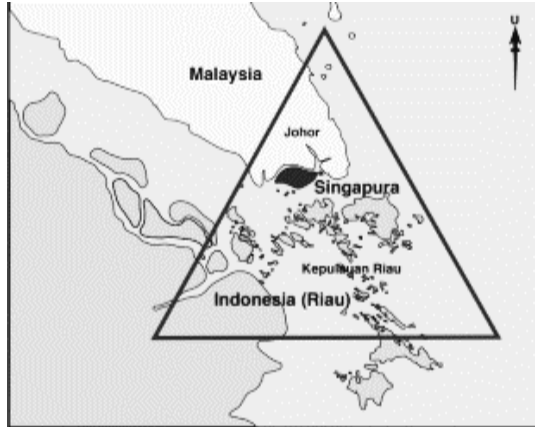 U
Malaysia
Johor
Singapura
Kepulauan Riau
Indonesia (Riau)